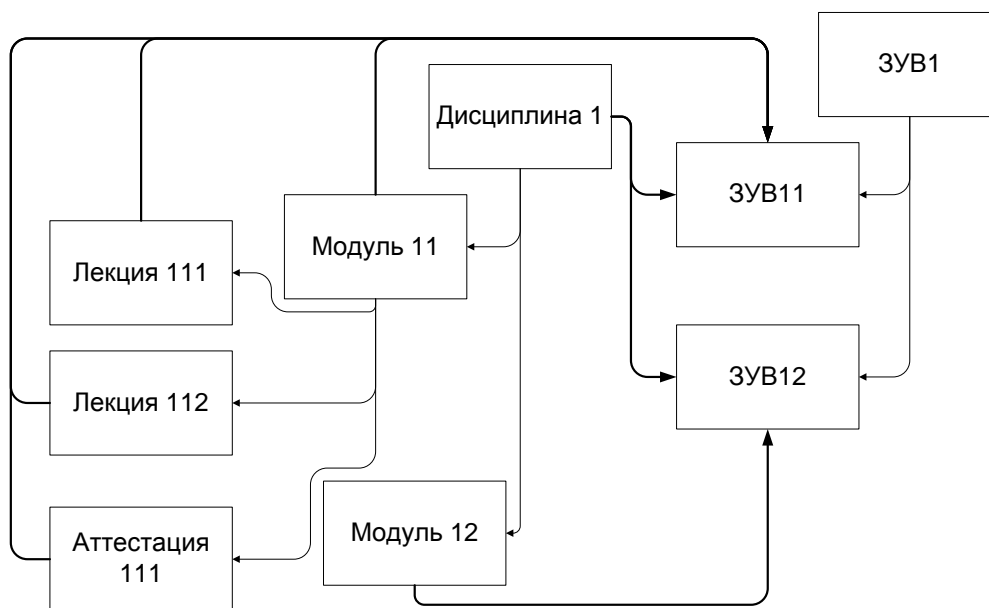 ЗУВ1
Дисциплина 1
ЗУВ11
Модуль 11
Лекция 111
ЗУВ12
Лекция 112
Модуль 12
Аттестация
111